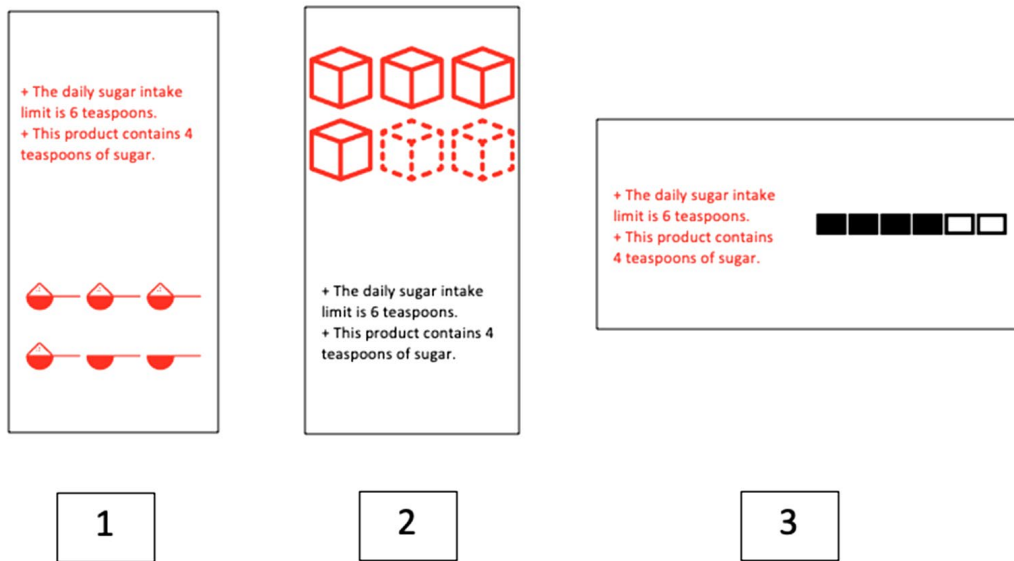 + The daily sugar intake
limit is 6 teaspoons.
+ This product contains 4
teaspoons of sugar.
+ The daily sugar intake
limit is 6 teaspoons.
+ This product contains 4
teaspoons of sugar.
+ The daily sugar intake
limit is 6 teaspoons.
+ This product contains
4 teaspoons of sugar.
1
2
3